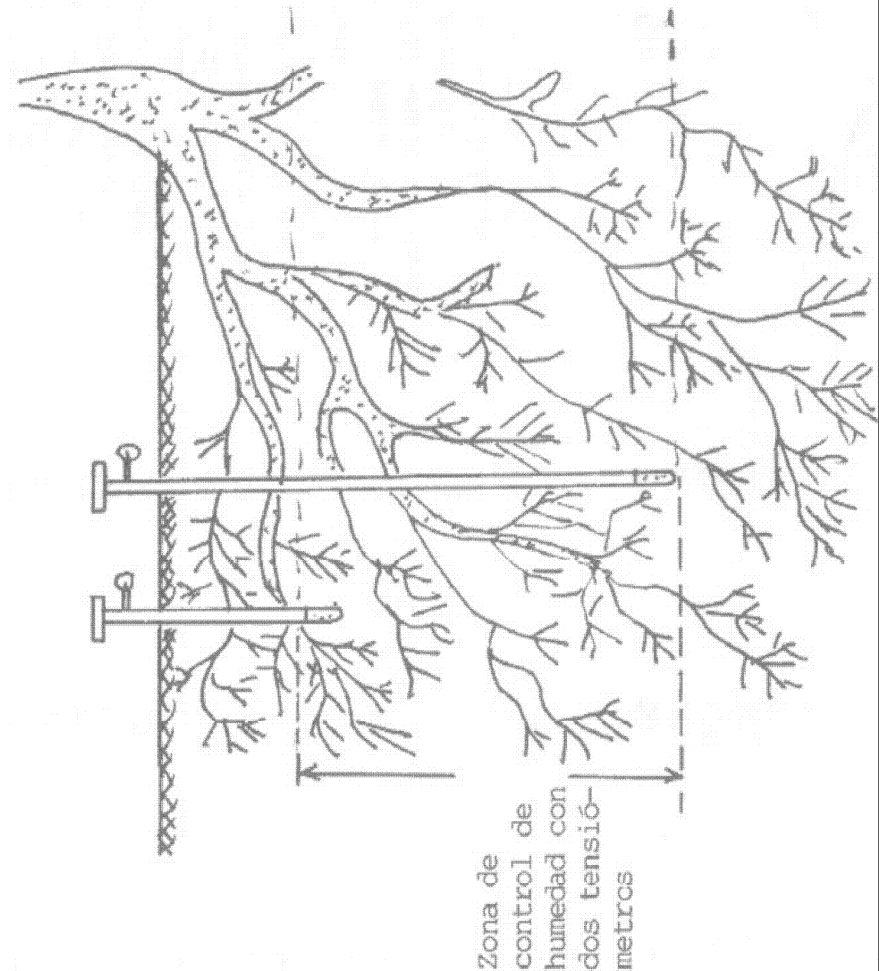 Zona de
control de
humedad con
dos tensió-
metros